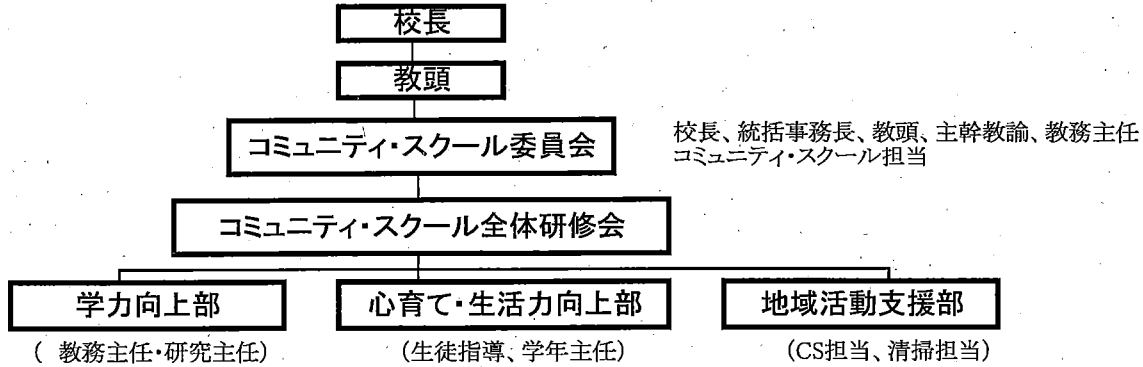 校長
教頭
コミュニティ・スクール委員会
校長、統括事務長、教頭、主幹教諭、教務主任
コミュニティ・スクール担当
コミュニティ・スクール全体研修会
学力向上部
心育て・生活力向上部
地域活動支援部
( 教務主任・研究主任)
(生徒指導、学年主任)
(CS担当、清掃担当)